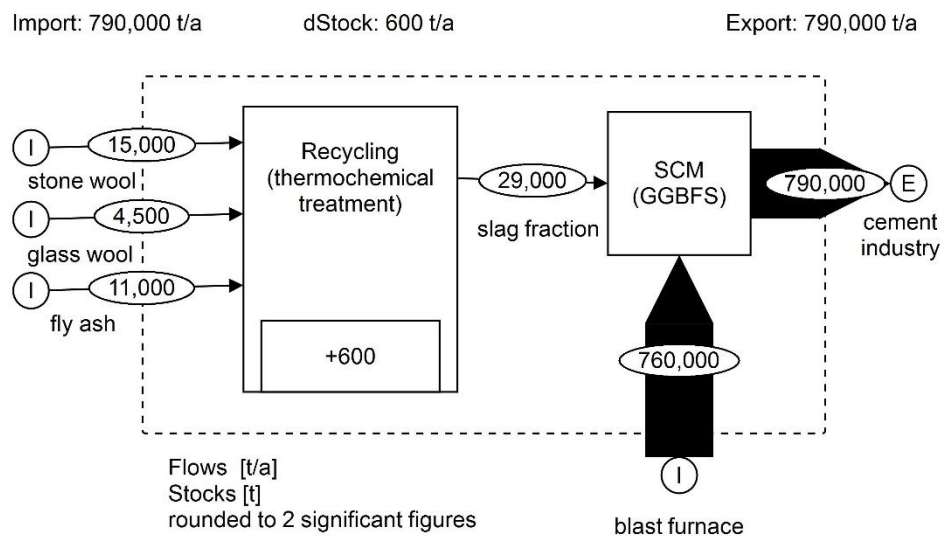 Import: 790,000 t/a dStock: 600 t/a Export: 790,000 t/a
I 15,000
stone wool
I 4,500
glass wool
I 11,000
fly ash
Recycling
(thermochemical
treatment)
+600
29,000
slag fraction
SCM
(GGBFS)
790,000 E
cement
industry
760,000
I
blast furnace
Flows [t/a]
Stocks [t]
rounded to 2 significant figures